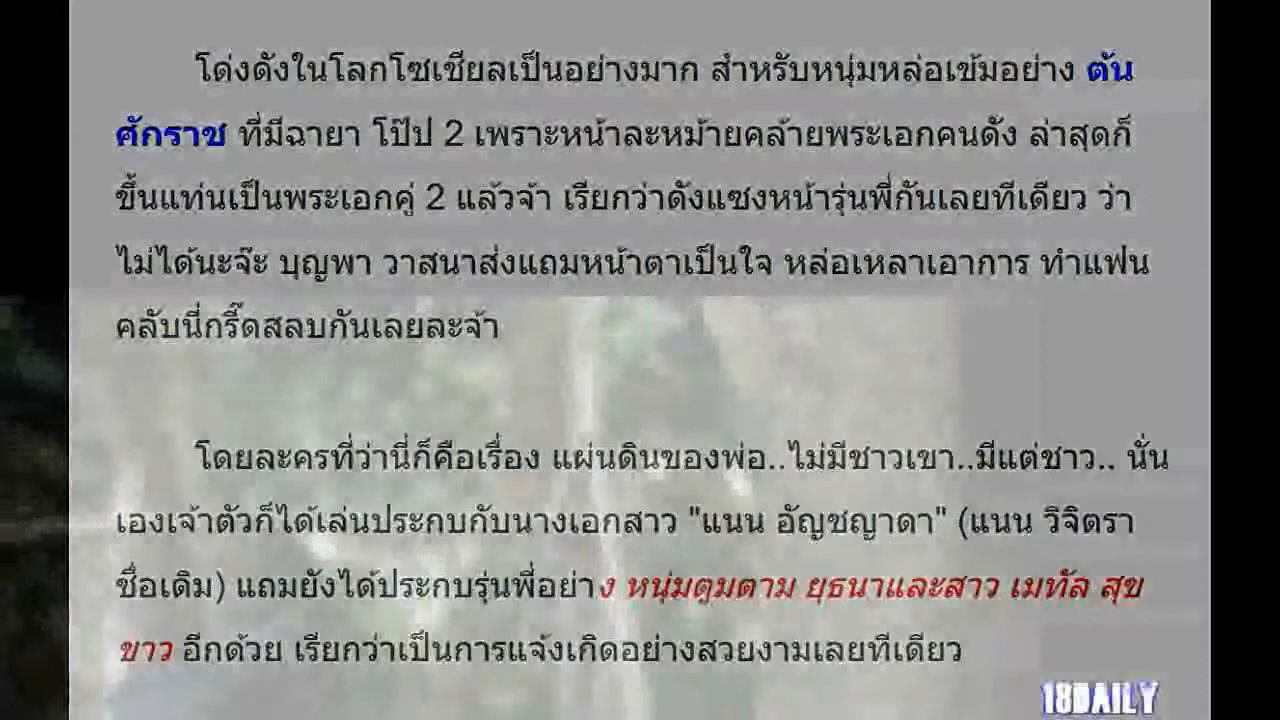 โด่งดังในโลกโซเชียลเป็นอย่างมาก สำหรับหนุ่มหล่อเข้มอย่าง ต้น
ศักราช ที่มีฉายา โป๊ป 2 เพราะหน้าละหม้ายคล้ายพระเอกคนดัง ล่าสุดก็
ขึ้นแท่นเป็นพระเอกคู่ 2 แล้วจ้า เรียกว่าดังแซงหน้ารุ่นพี่กันเลยทีเดียว ว่า
ไม่ได้นะจ๊ะ บุญพา วาสนาส่งแถมหน้าตาเป็นใจ หล่อเหลาเอาการ ทำแฟน
คลับนี่กรี๊ดสลบกันเลยละจ้า
โดยละครที่ว่านี่ก็คือเรื่อง แผ่นดินของพ่อ..ไม่มีชาวเขา..มีแต่ชาว.. นั่น
เองเจ้าตัวก็ได้เล่นประกบกับนางเอกสาว "แนน อัญชญาดา" (แนน วิจิตรา
ชื่อเดิม) แถมยังได้ประกบรุ่นพี่อย่าง หนุ่มตูมตาม ยุธนาและสาว เมทัล สุข
ขาว อีกด้วย เรียกว่าเป็นการแจ้งเกิดอย่างสวยงามเลยทีเดียว
18DAILY